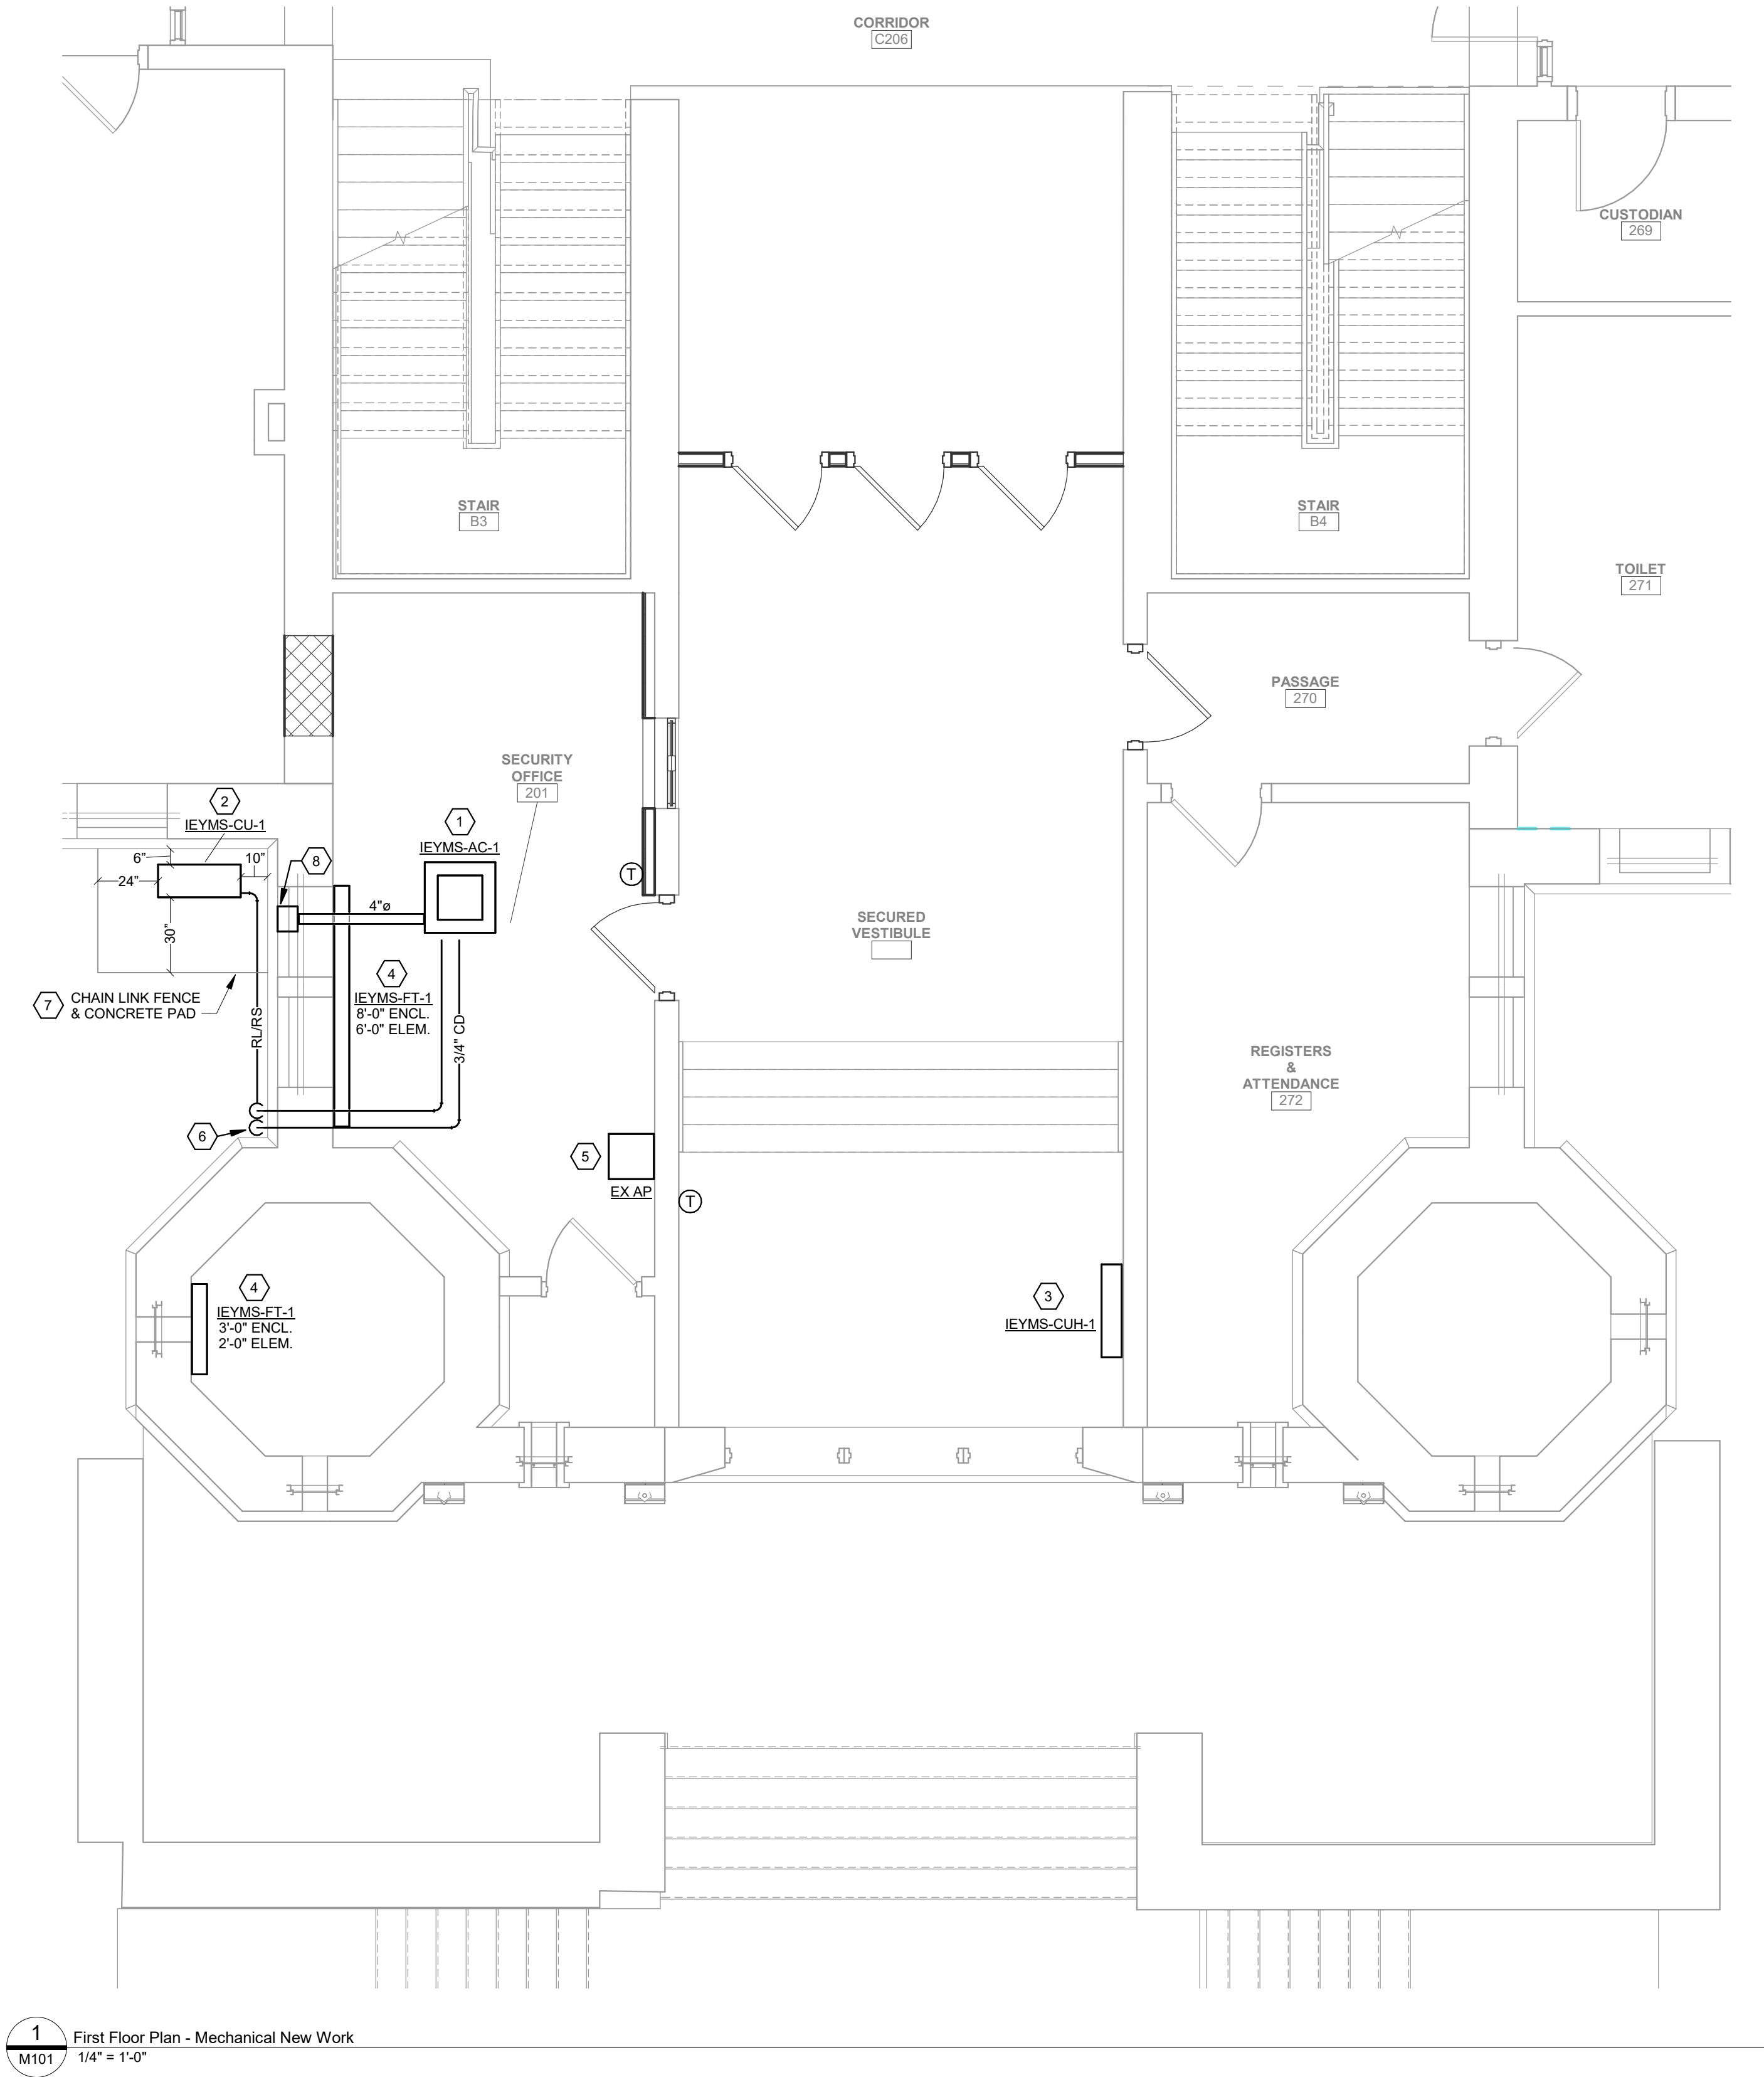 CORRIDOR
C206
CUSTODIAN
269
STAIR
B3
STAIR
B4
TOILET
271
PASSAGE
270
SECURITY
OFFICE
201
2
IEYMS-CU-1
1
IEYMS-AC-1
6"
10"
8
24"
T
4"ø
30"
SECURED
VESTIBULE
4
IEYMS-FT-1
8'-0" ENCL.
6'-0" ELEM.
7
CHAIN LINK FENCE
& CONCRETE PAD
RL/RS
3/4" CD
REGISTERS
&
ATTENDANCE
272
6
5
EX AP
T
4
IEYMS-FT-1
3'-0" ENCL.
2'-0" ELEM.
3
IEYMS-CUH-1
1
M101
First Floor Plan - Mechanical New Work
1/4" = 1'-0"